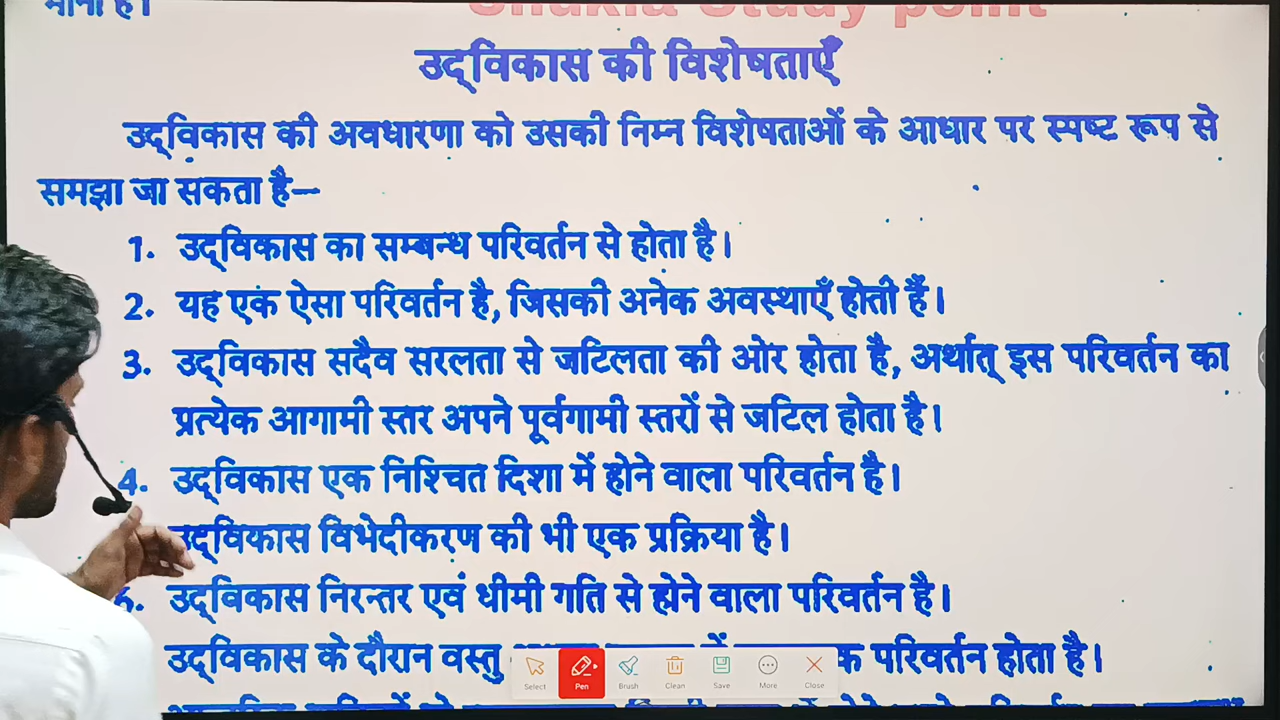 Shukla Study point
उद्‌विकास की विशेषताएँ
उद्‌विकास की अवधारणा को उसकी निम्न विशेषताओं के आधार पर स्पष्ट रूप से
समझा जा सकता है—
1. उद्‌विकास का सम्बन्ध परिवर्तन से होता है।
2. यह एक ऐसा परिवर्तन है, जिसकी अनेक अवस्थाएँ होती हैं।
3. उद्‌विकास सदैव सरलता से जटिलता की ओर होता है, अर्थात् इस परिवर्तन का
प्रत्येक आगामी स्तर अपने पूर्वगामी स्तरों से जटिल होता है।
4. उद्‌विकास एक निश्चित दिशा में होने वाला परिवर्तन है।
उद्‌विकास विभेदीकरण की भी एक प्रक्रिया है।
6. उद्‌विकास निरन्तर एवं धीमी गति से होने वाला परिवर्तन है।
उद्‌विकास के दौरान वस्तु में परिवर्तन होता है।
Select Pen Brush Clean Save More Close